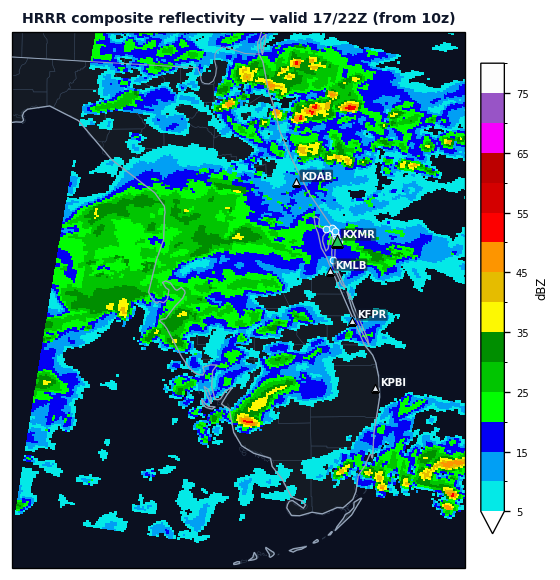 HRRR composite reflectivity — valid 17/22Z (from 10z)
KDAB
KXMR
KMLB
KFPR
KPBI
75
65
55
45
35
25
15
5
dBZ